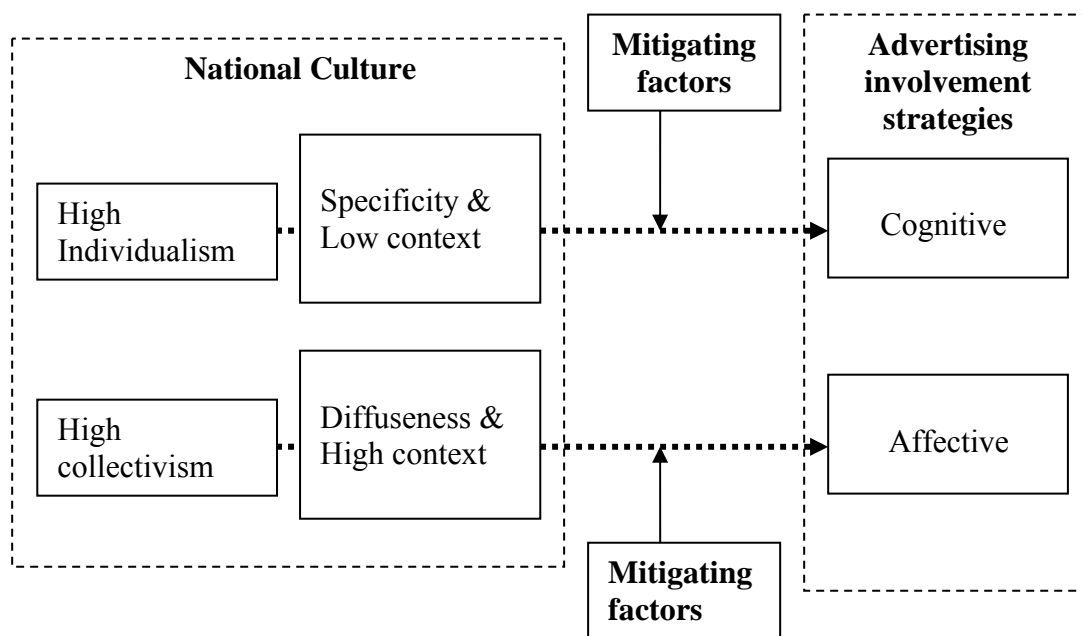 National Culture
Mitigating
factors
Advertising
involvement
strategies
High
Individualism
Specificity &
Low context
Cognitive
High
collectivism
Diffuseness &
High context
Affective
Mitigating
factors